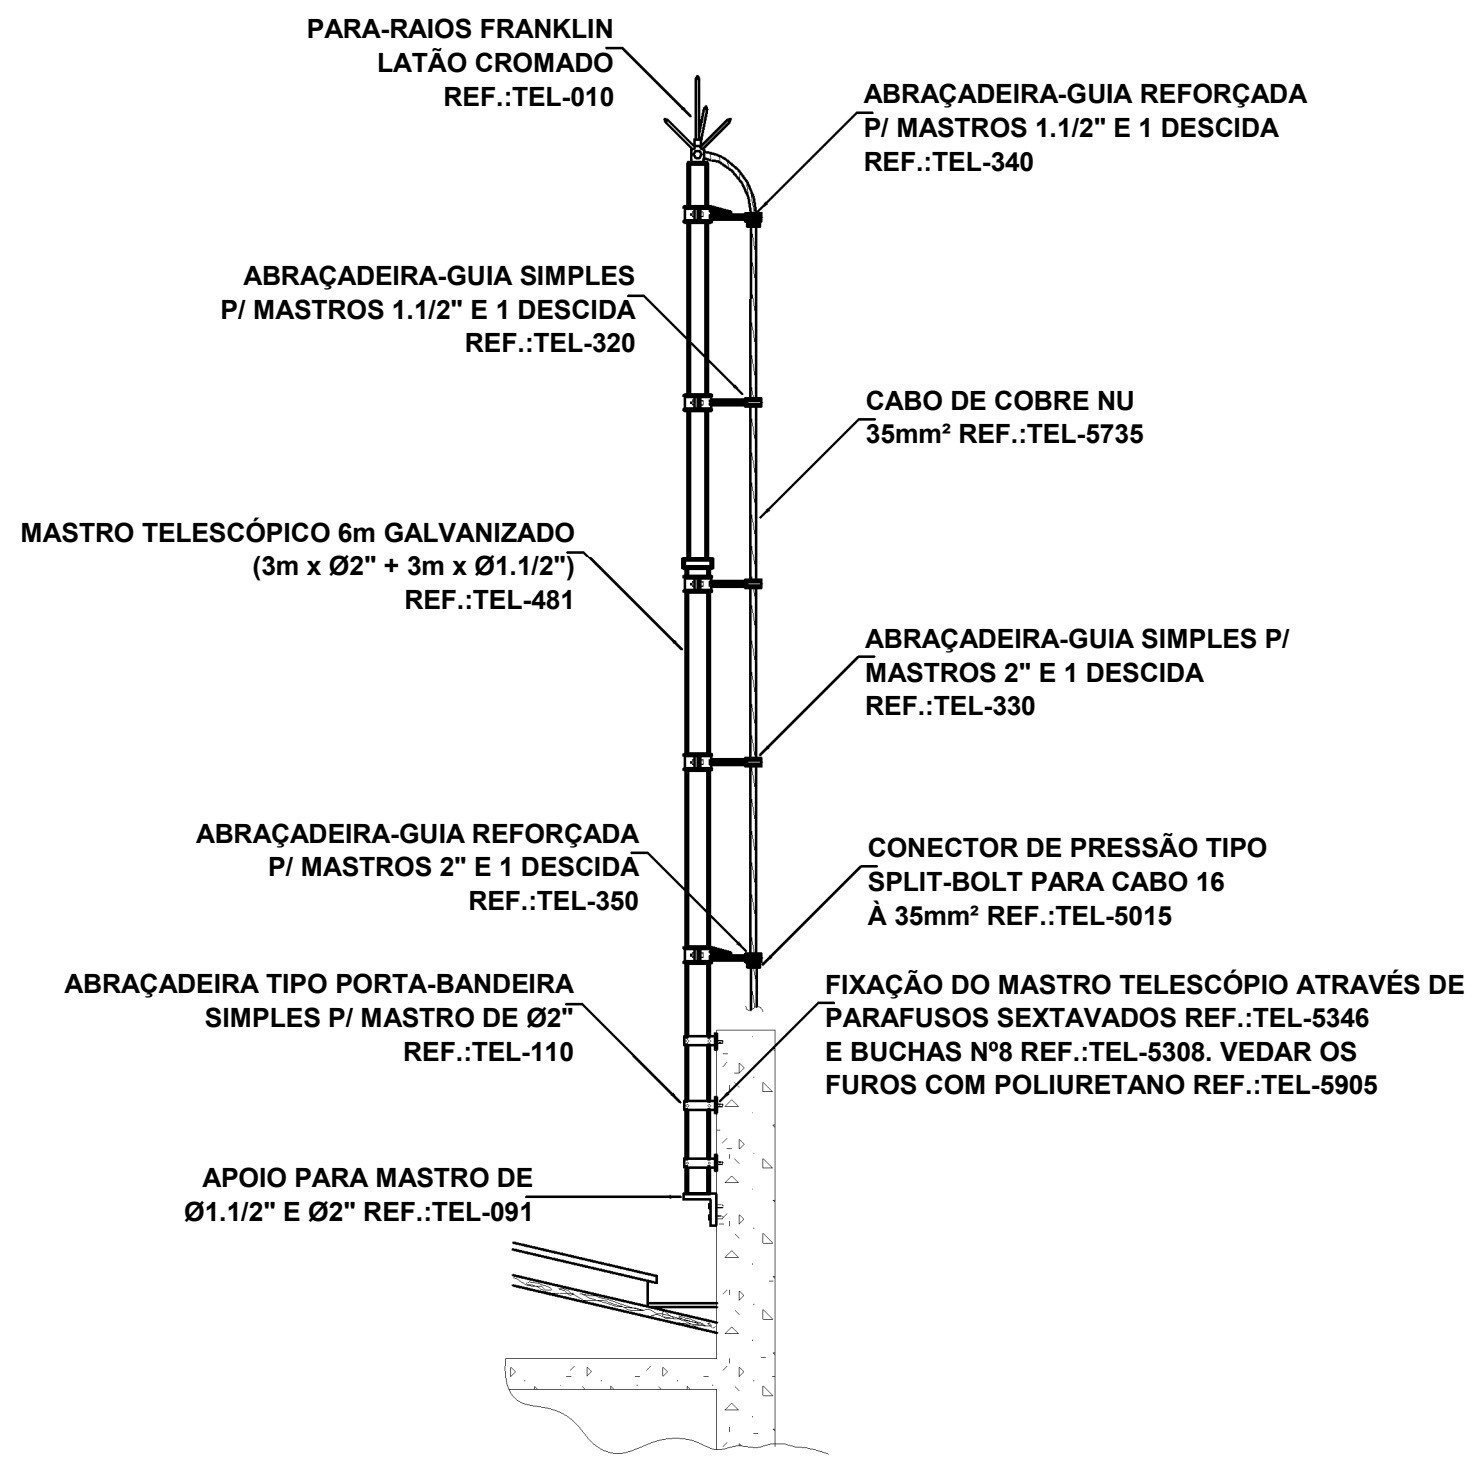 PARA-RAIOS FRANKLIN
LATÃO CROMADO
REF.:TEL-010
ABRAÇADEIRA-GUIA REFORÇADA
P/ MASTROS 1.1/2" E 1 DESCIDA
REF.:TEL-340
ABRAÇADEIRA-GUIA SIMPLES
P/ MASTROS 1.1/2" E 1 DESCIDA
REF.:TEL-320
CABO DE COBRE NU
35mm² REF.:TEL-5735
MASTRO TELESCÓPICO 6m GALVANIZADO
(3m x Ø2" + 3m x Ø1.1/2")
REF.:TEL-481
ABRAÇADEIRA-GUIA SIMPLES P/
MASTROS 2" E 1 DESCIDA
REF.:TEL-330
ABRAÇADEIRA-GUIA REFORÇADA
P/ MASTROS 2" E 1 DESCIDA
REF.:TEL-350
CONECTOR DE PRESSÃO TIPO
SPLIT-BOLT PARA CABO 16
À 35mm² REF.:TEL-5015
ABRAÇADEIRA TIPO PORTA-BANDEIRA
SIMPLES P/ MASTRO DE Ø2"
REF.:TEL-110
FIXAÇÃO DO MASTRO TELESCÓPIO ATRAVÉS DE
PARAFUSOS SEXTAVADOS REF.:TEL-5346
E BUCHAS Nº8 REF.:TEL-5308. VEDAR OS
FUROS COM POLIURETANO REF.:TEL-5905
APOIO PARA MASTRO DE
Ø1.1/2" E Ø2" REF.:TEL-091